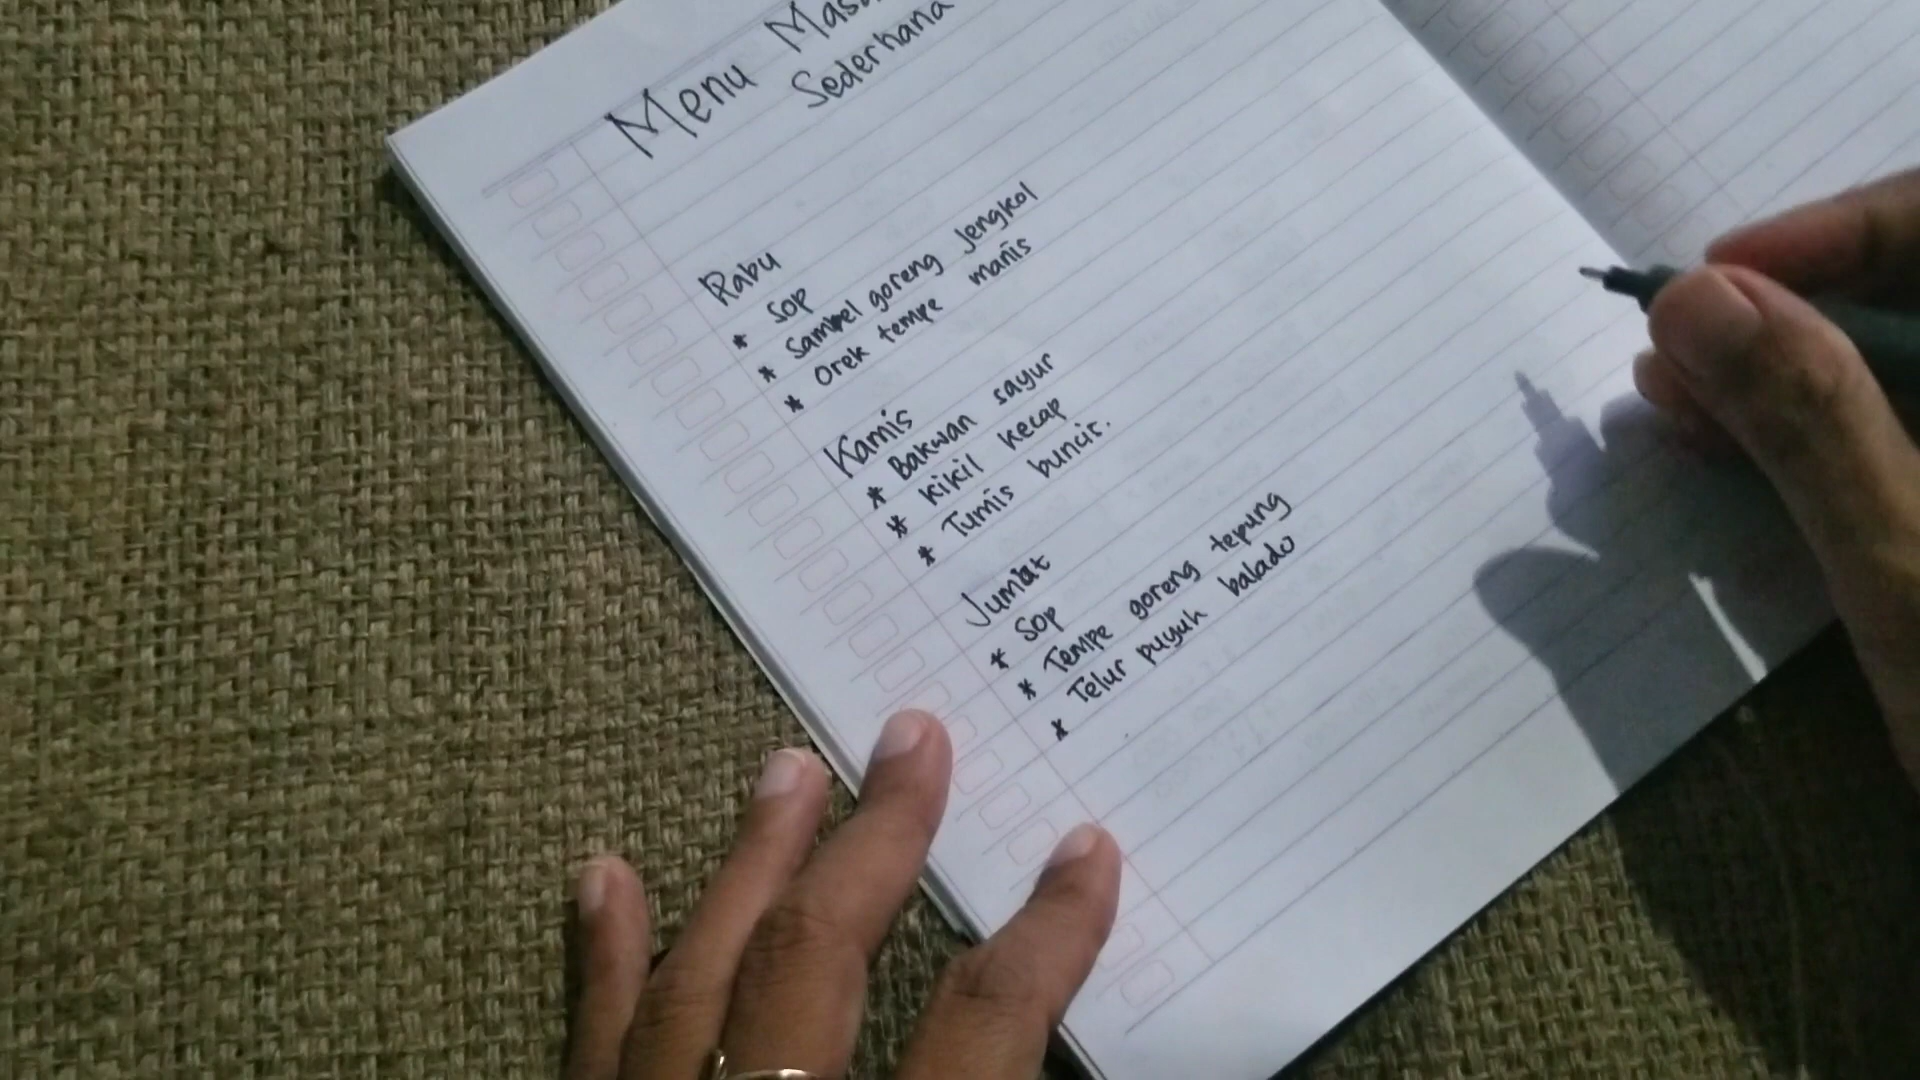 Menu
Sederhana
Rabu
* Sop
* Sambel goreng Jengkol
* Orek tempe manis
Kamis
* Bakwan sayur
* Kikil kecap
* Tumis buncis.
Jumat
* Sop
* Tempe goreng tepung
* Telur puyuh balado